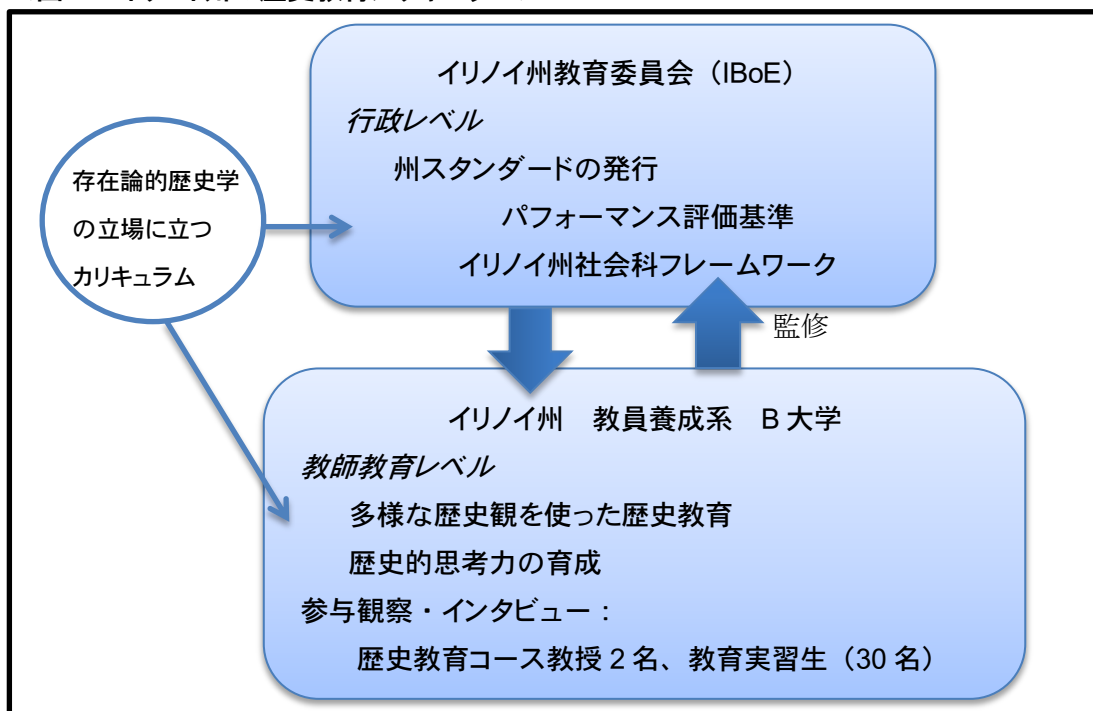 イリノイ州教育委員会（IBoE）
行政レベル
州スタンダードの発行
パフォーマンス評価基準
イリノイ州社会科フレームワーク
存在論的歴史学
の立場に立つ
カリキュラム
監修
イリノイ州　教員養成系　B 大学
教師教育レベル
多様な歴史観を使った歴史教育
歴史的思考力の育成
参与観察・インタビュー：
歴史教育コース教授 2 名、教育実習生（30 名）